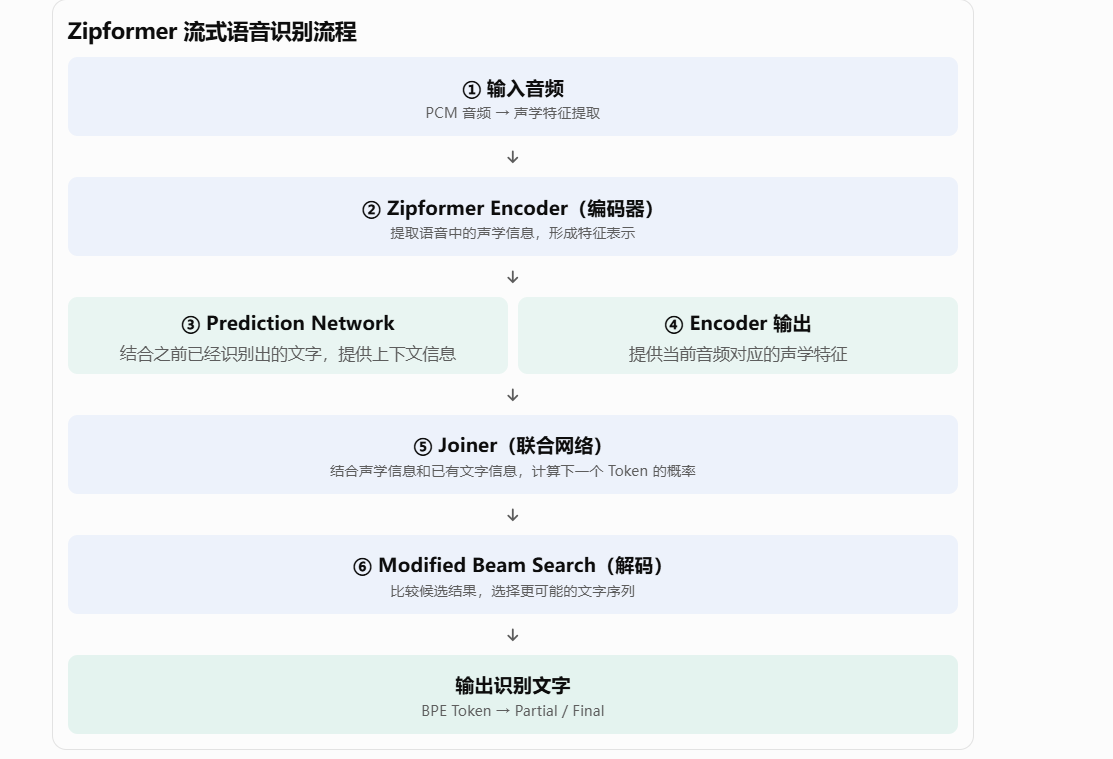 Zipformer 流式语音识别流程
① 输入音频
PCM 音频 → 声学特征提取
↓
② Zipformer Encoder（编码器）
提取语音中的声学信息，形成特征表示
↓
③ Prediction Network
结合之前已经识别出的文字，提供上下文信息
④ Encoder 输出
提供当前音频对应的声学特征
↓
⑤ Joiner（联合网络）
结合声学信息和已有文字信息，计算下一个 Token 的概率
↓
⑥ Modified Beam Search（解码）
比较候选结果，选择更可能的文字序列
↓
输出识别文字
BPE Token → Partial / Final